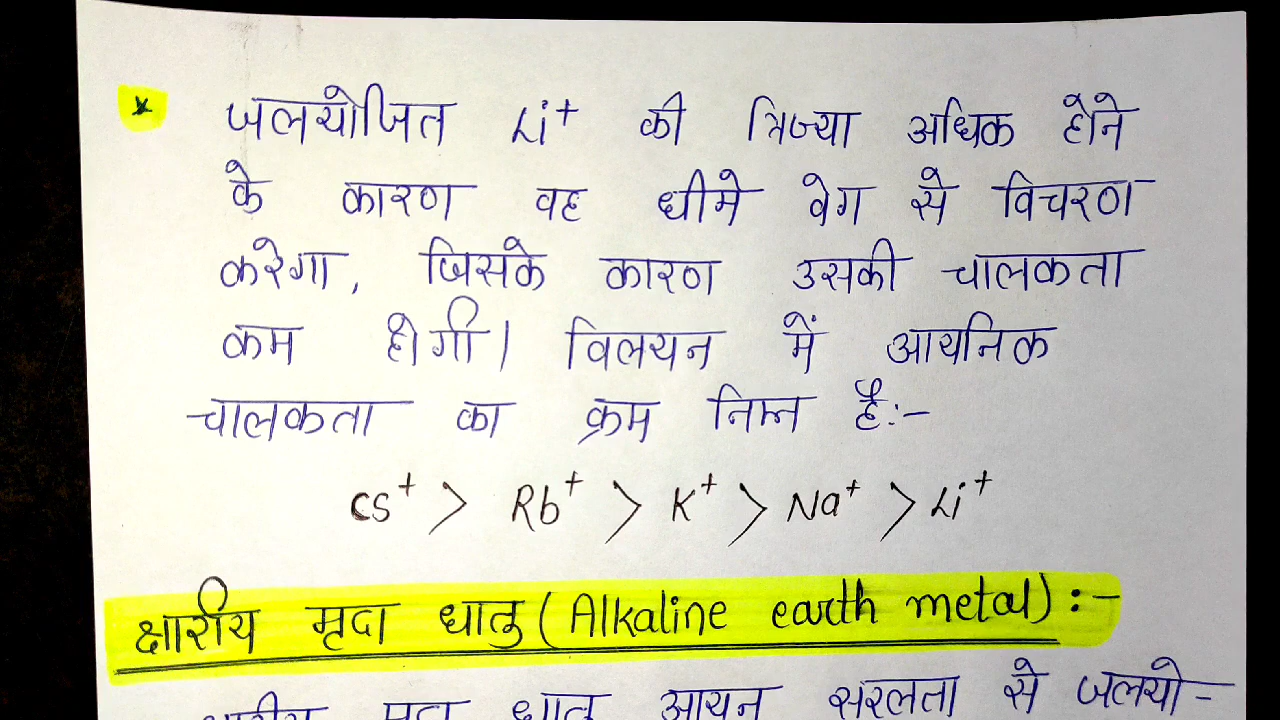 * जलयोजित Li⁺ की त्रिज्या अधिक होने
के कारण वह धीमे वेग से विचरण
करेगा, जिसके कारण उसकी चालकता
कम होगी। विलयन में आयनिक
चालकता का क्रम निम्न है:-
Cs⁺ > Rb⁺ > K⁺ > Na⁺ > Li⁺
क्षारीय मृदा धातु (Alkaline earth metal) :-
क्षारीय मृदा धातु आयन सरलता से जलयो-